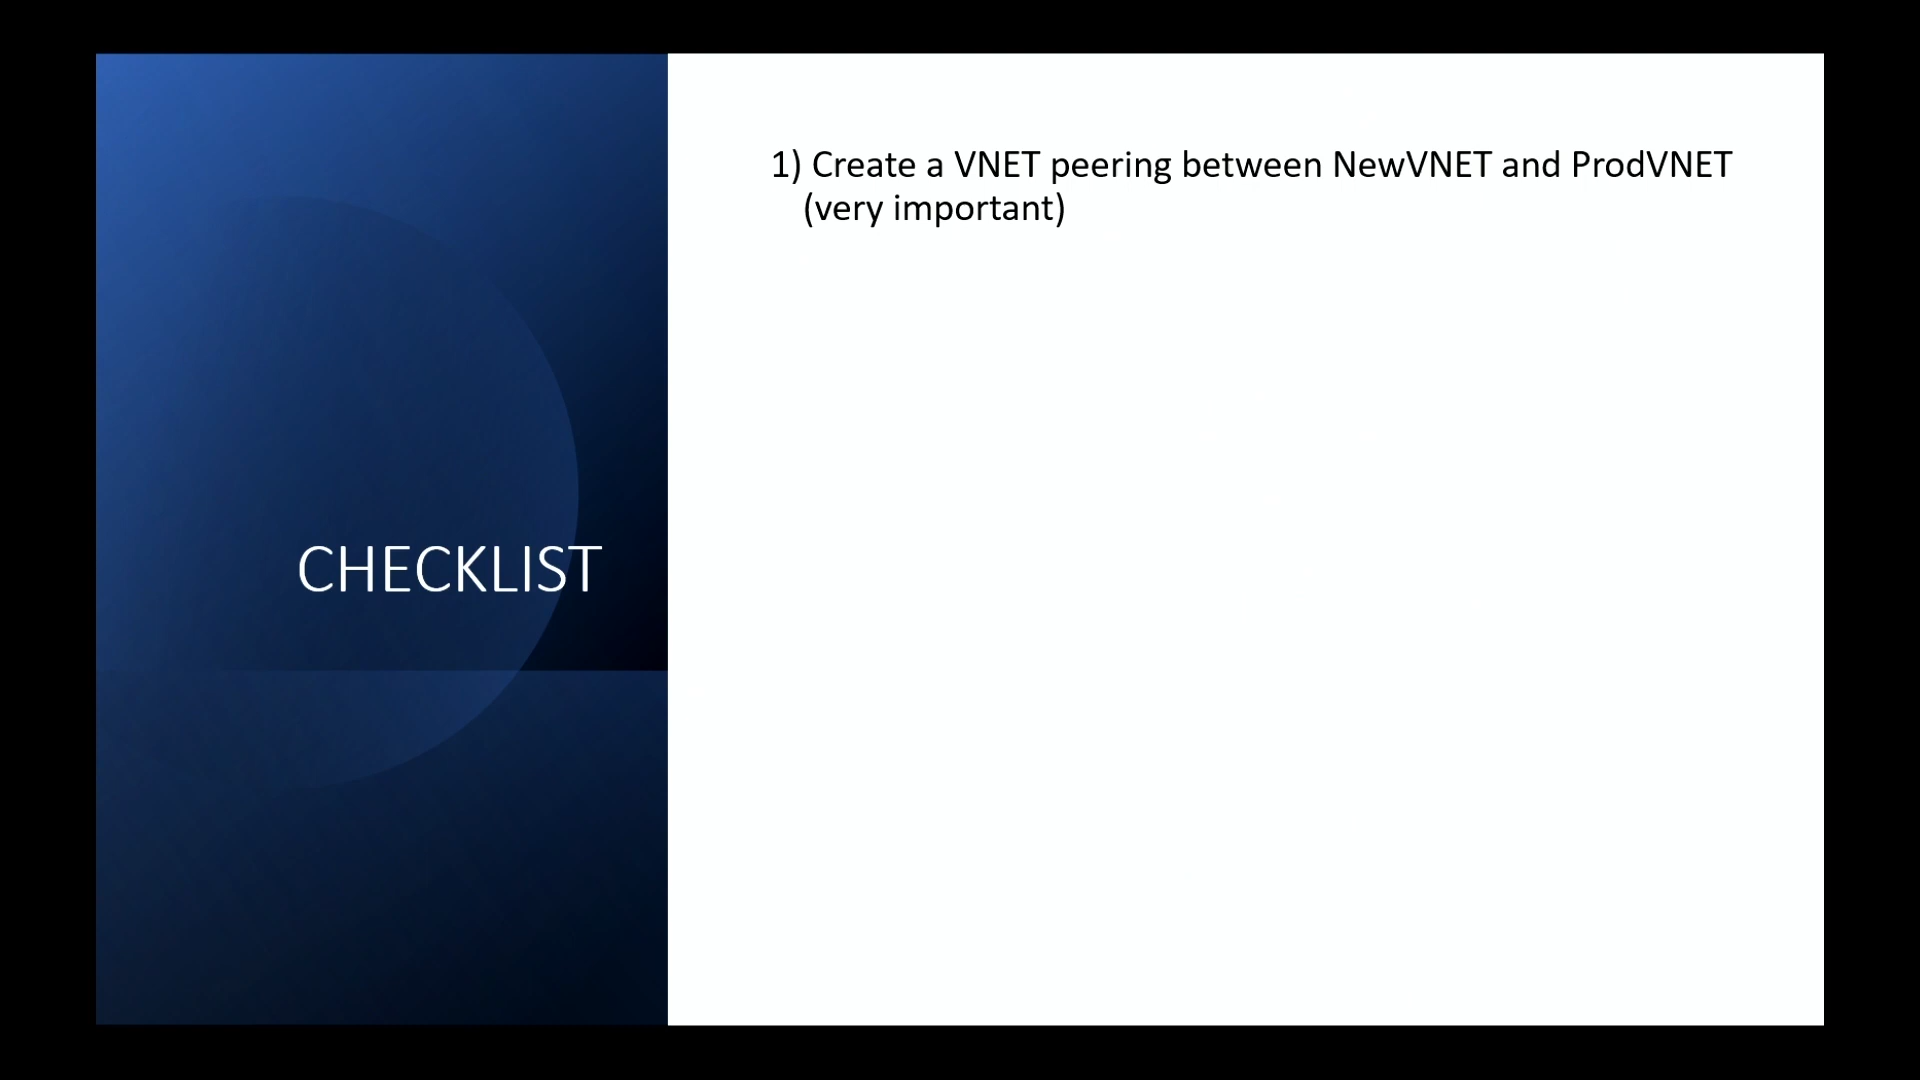 CHECKLIST
1) Create a VNET peering between NewVNET and ProdVNET
(very important)